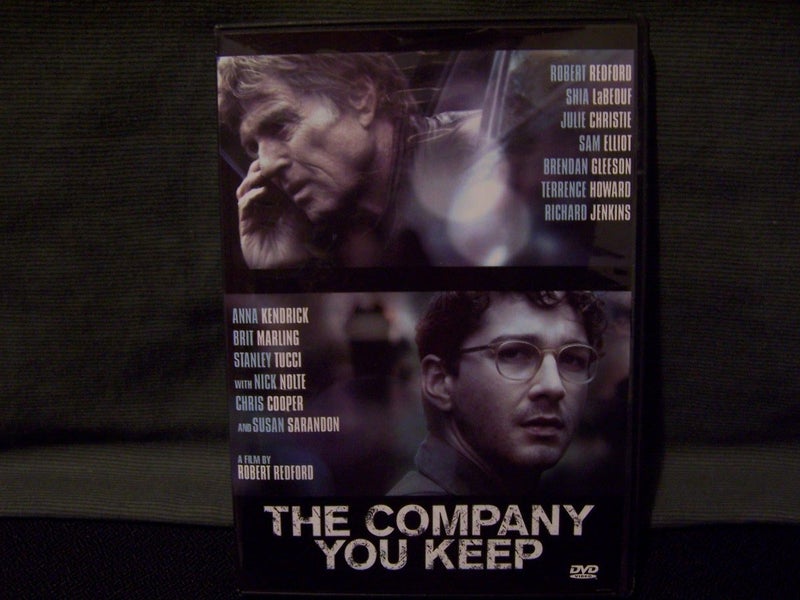 ROBERT REDFORD
SHIA LaBEOUF
JULIE CHRISTIE
SAM ELLIOT
BRENDAN GLEESON
TERRENCE HOWARD
RICHARD JENKINS
ANNA KENDRICK
BRIT MARLING
STANLEY TUCCI
WITH NICK NOLTE
CHRIS COOPER
AND SUSAN SARANDON
A FILM BY
ROBERT REDFORD
THE COMPANY
YOU KEEP
DVD
VIDEO